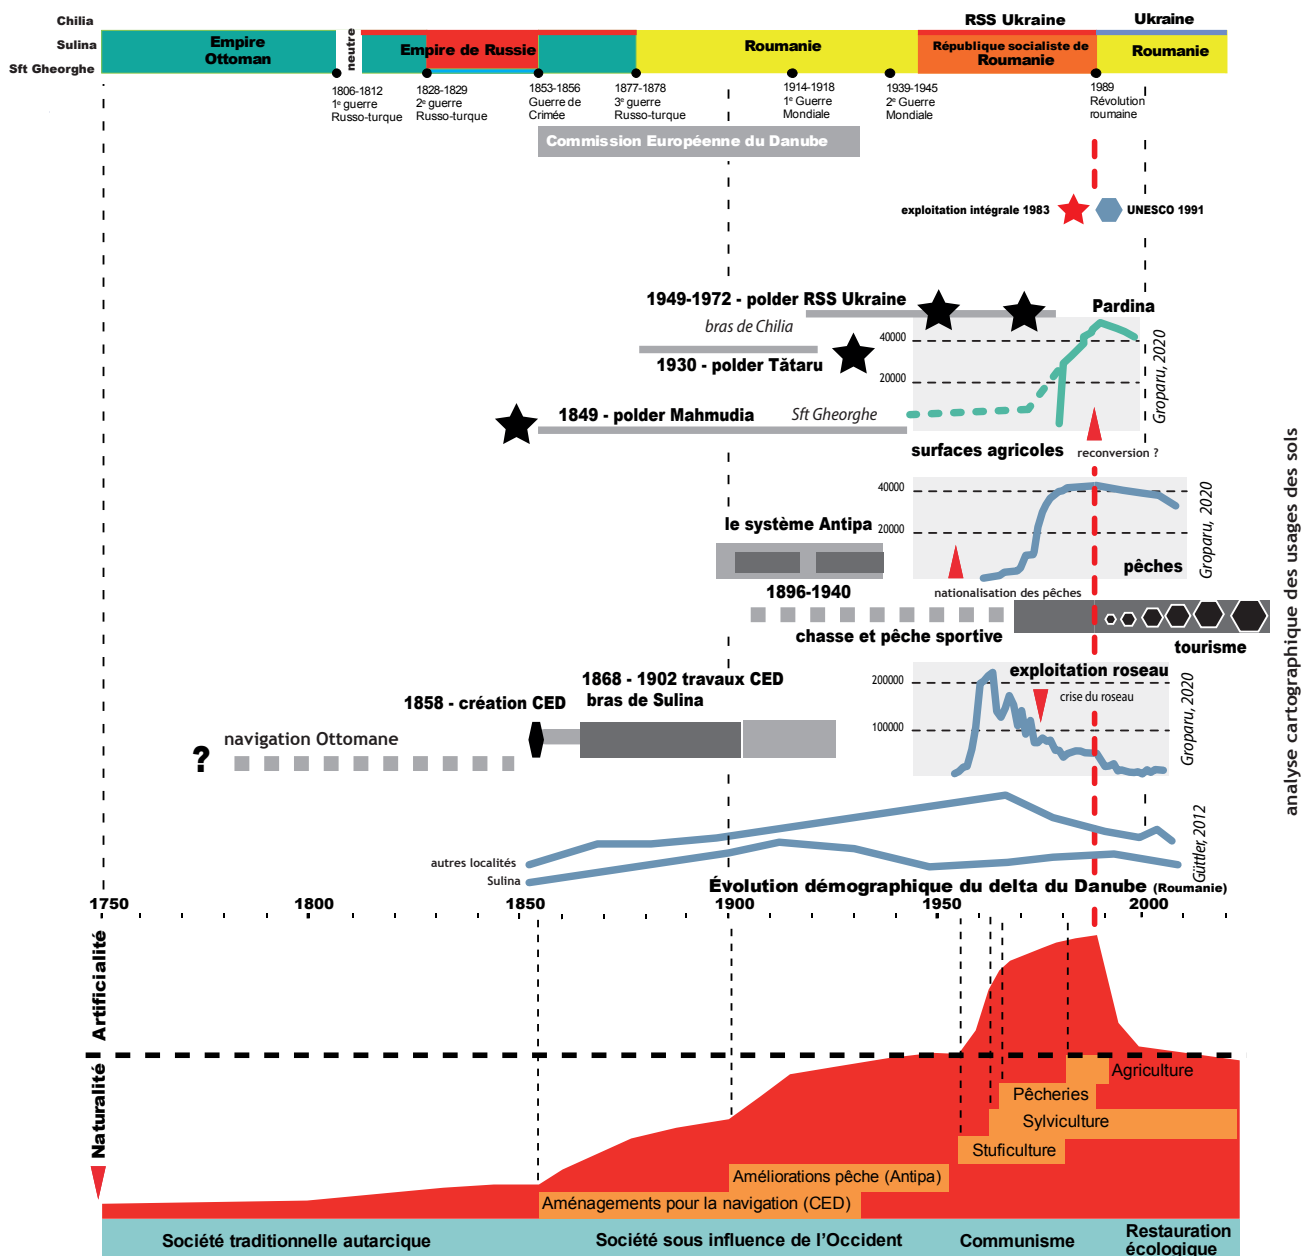 Chilia
Sulina
Sft Gheorghe
Empire
Ottoman
neutre
Empire de Russie
Roumanie
RSS Ukraine
République socialiste de
Roumanie
Ukraine
Roumanie
1806-1812
1e guerre
Russo-turque
1828-1829
2e guerre
Russo-turque
1853-1856
Guerre de
Crimée
1877-1878
3e guerre
Russo-turque
1914-1918
1e Guerre
Mondiale
1939-1945
2e Guerre
Mondiale
1989
Révolution
roumaine
Commission Européenne du Danube
exploitation intégrale 1983
UNESCO 1991
1949-1972 - polder RSS Ukraine
bras de Chilia
1930 - polder Tătaru
1849 - polder Mahmudia
Sft Gheorghe
Pardina
40000
20000
Groparu, 2020
surfaces agricoles
reconversion ?
40000
20000
pêches
Groparu, 2020
le système Antipa
1896-1940
nationalisation des pêches
chasse et pêche sportive
tourisme
exploitation roseau
200000
100000
crise du roseau
Groparu, 2020
1868 - 1902 travaux CED
bras de Sulina
1858 - création CED
navigation Ottomane
?
autres localités
Sulina
Güttler, 2012
Évolution démographique du delta du Danube (Roumanie)
analyse cartographique des usages des sols
1750
1800
1850
1900
1950
2000
Artificialité
Naturalité
Agriculture
Pêcheries
Sylviculture
Stuficulture
Améliorations pêche (Antipa)
Aménagements pour la navigation (CED)
Société traditionnelle autarcique
Société sous influence de l'Occident
Communisme
Restauration
écologique